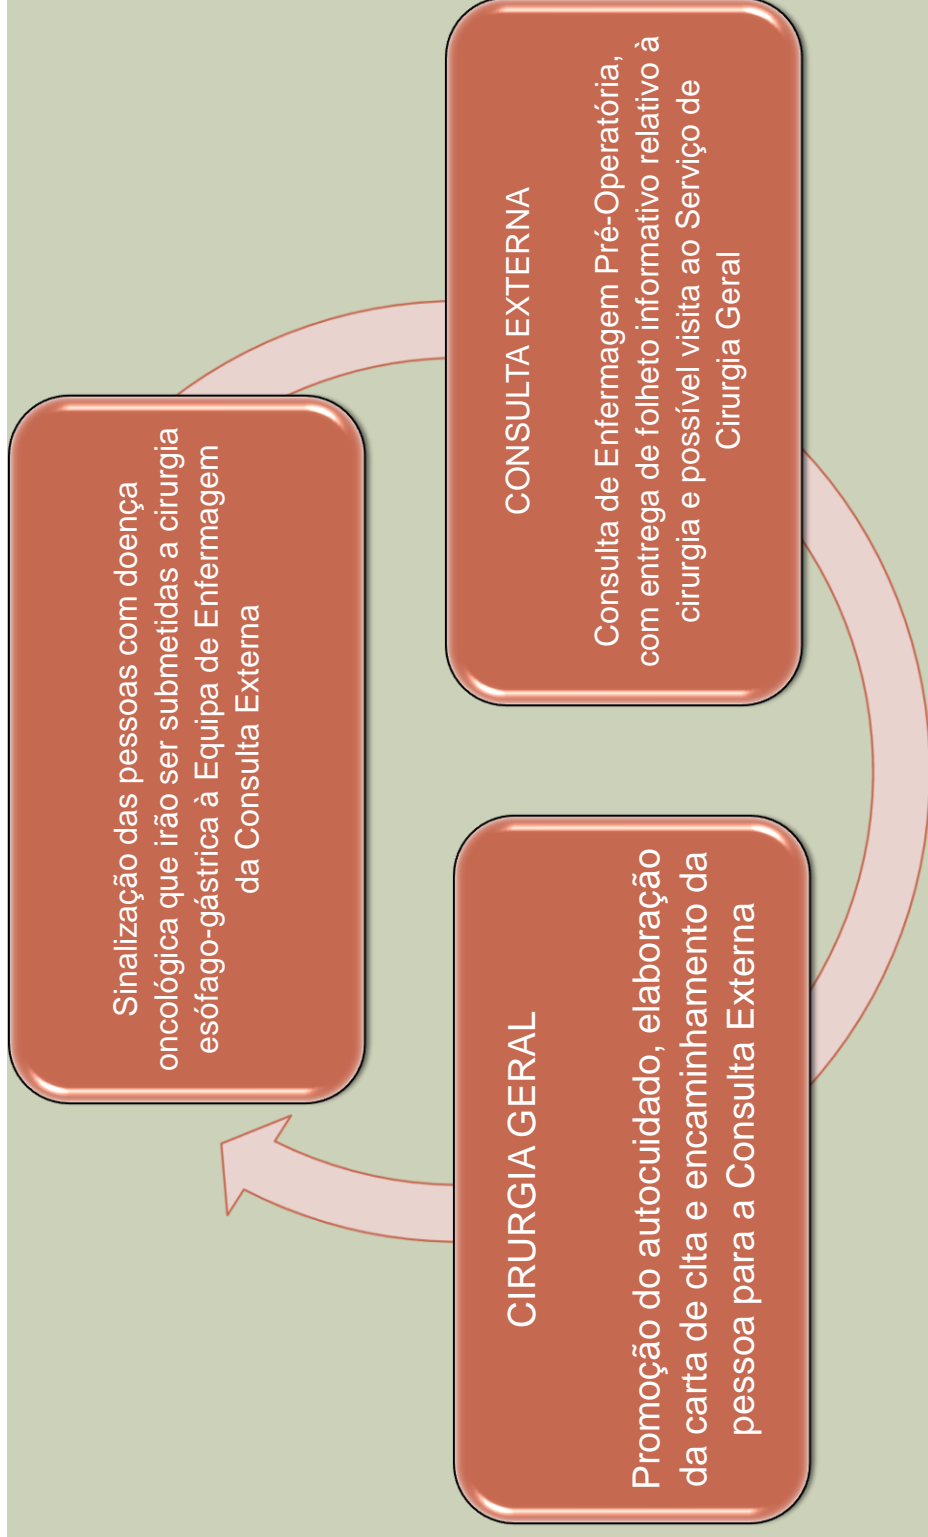 Sinalização das pessoas com doença
oncológica que irão ser submetidas a cirurgia
esófago-gástrica à Equipa de Enfermagem
da Consulta Externa
CONSULTA EXTERNA
Consulta de Enfermagem Pré-Operatória,
com entrega de folheto informativo relativo à
cirurgia e possível visita ao Serviço de
Cirurgia Geral
CIRURGIA GERAL
Promoção do autocuidado, elaboração
da carta de clta e encaminhamento da
pessoa para a Consulta Externa